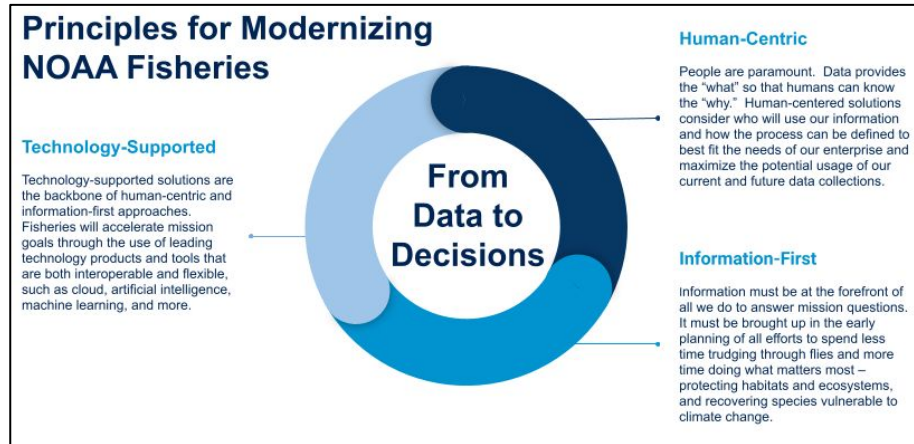 Principles for Modernizing
NOAA Fisheries
Technology-Supported
Technology-supported solutions are
the backbone of human-centric and
information-first approaches.
Fisheries will accelerate mission
goals through the use of leading
technology products and tools that
are both interoperable and flexible,
such as cloud, artificial intelligence,
machine learning, and more.
From
Data to
Decisions
Human-Centric
People are paramount. Data provides
the “what” so that humans can know
the “why.” Human-centered solutions
consider who will use our information
and how the process can be defined to
best fit the needs of our enterprise and
maximize the potential usage of our
current and future data collections.
Information-First
Information must be at the forefront of
all we do to answer mission questions.
It must be brought up in the early
planning of all efforts to spend less
time trudging through flies and more
time doing what matters most –
protecting habitats and ecosystems,
and recovering species vulnerable to
climate change.